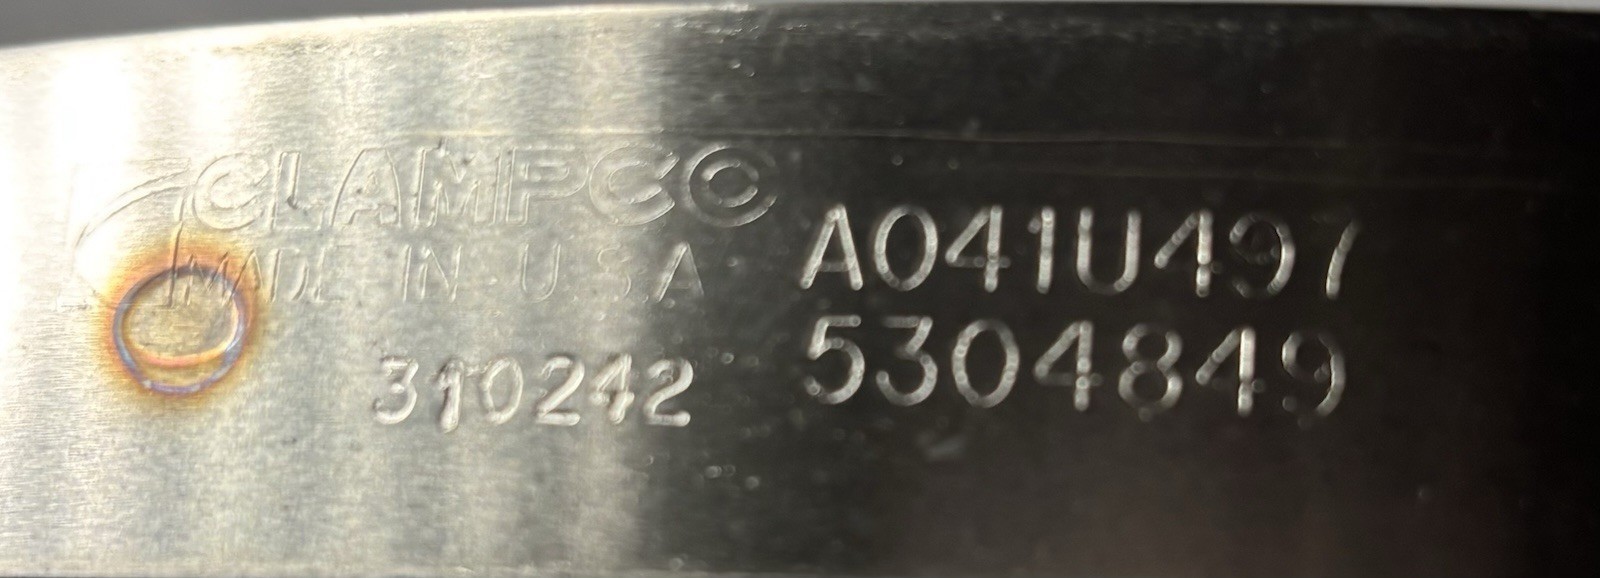 CLAMPCO
MADE IN U.S.A
310242
A041U497
5304849